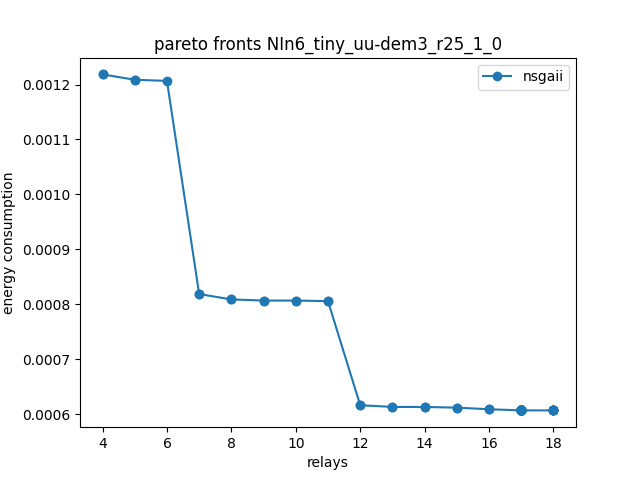 pareto fronts NIn6_tiny_uu-dem3_r25_1_0
nsgaii
energy consumption
0.0012
0.0011
0.0010
0.0009
0.0008
0.0007
0.0006
4 6 8 10 12 14 16 18
relays